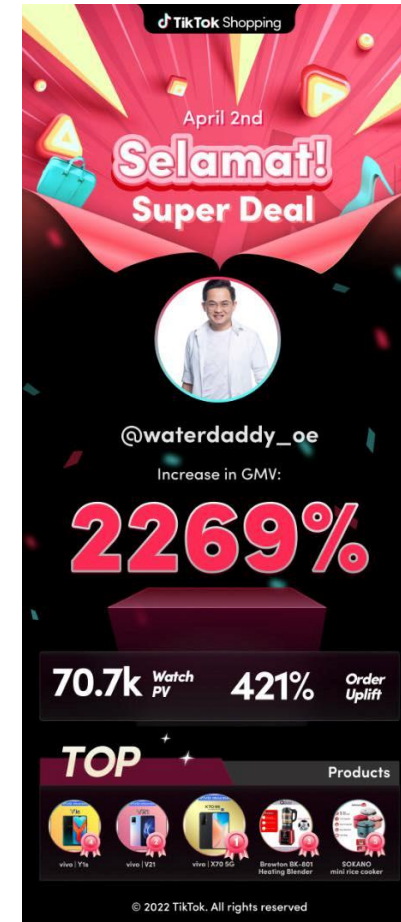 TikTok Shopping
April 2nd
Selamat!
Super Deal
@waterdaddy_oe
Increase in GMV:
2269%
70.7k Watch PV 421% Order Uplift
TOP
Products
vivo | Y1s
vivo | V21
vivo | X70 5G
Browton BK-801
Heating Blender
SOKANO
mini rice cooker
© 2022 TikTok. All rights reserved